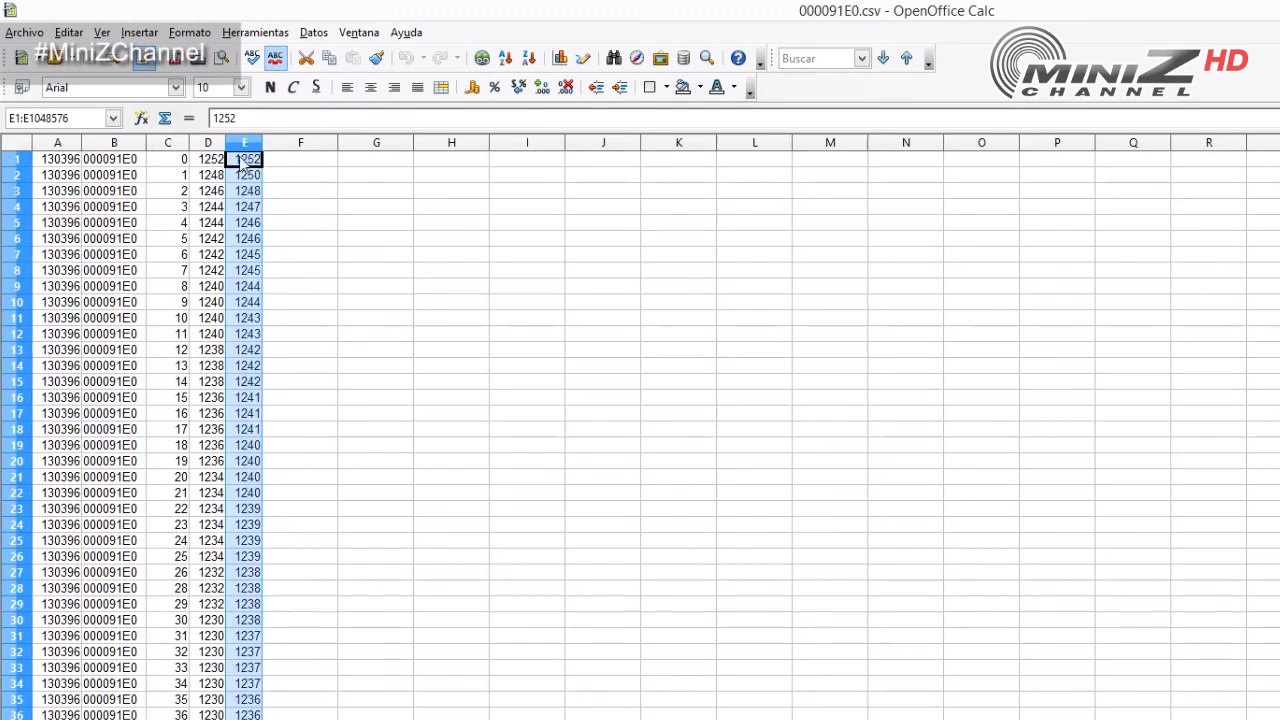 000091E0.csv - OpenOffice Calc
Archivo Editar Ver Insertar Formato Herramientas Datos Ventana Ayuda
#MiniZChannel
Buscar
MINIZ HD
CHANNEL
Arial 10
E1:E1048576 1252
A B C D E F G H I J K L M N O P Q R
1 130396 000091E0 0 1252 1252
2 130396 000091E0 1 1248 1250
3 130396 000091E0 2 1246 1248
4 130396 000091E0 3 1244 1247
5 130396 000091E0 4 1244 1246
6 130396 000091E0 5 1242 1246
7 130396 000091E0 6 1242 1245
8 130396 000091E0 7 1242 1245
9 130396 000091E0 8 1240 1244
10 130396 000091E0 9 1240 1244
11 130396 000091E0 10 1240 1243
12 130396 000091E0 11 1240 1243
13 130396 000091E0 12 1238 1242
14 130396 000091E0 13 1238 1242
15 130396 000091E0 14 1238 1242
16 130396 000091E0 15 1236 1241
17 130396 000091E0 16 1236 1241
18 130396 000091E0 17 1236 1241
19 130396 000091E0 18 1236 1240
20 130396 000091E0 19 1236 1240
21 130396 000091E0 20 1234 1240
22 130396 000091E0 21 1234 1240
23 130396 000091E0 22 1234 1239
24 130396 000091E0 23 1234 1239
25 130396 000091E0 24 1234 1239
26 130396 000091E0 25 1234 1239
27 130396 000091E0 26 1232 1238
28 130396 000091E0 28 1232 1238
29 130396 000091E0 29 1232 1238
30 130396 000091E0 30 1230 1238
31 130396 000091E0 31 1230 1237
32 130396 000091E0 32 1230 1237
33 130396 000091E0 33 1230 1237
34 130396 000091E0 34 1230 1237
35 130396 000091E0 35 1230 1236
36 130396 000091E0 36 1230 1236